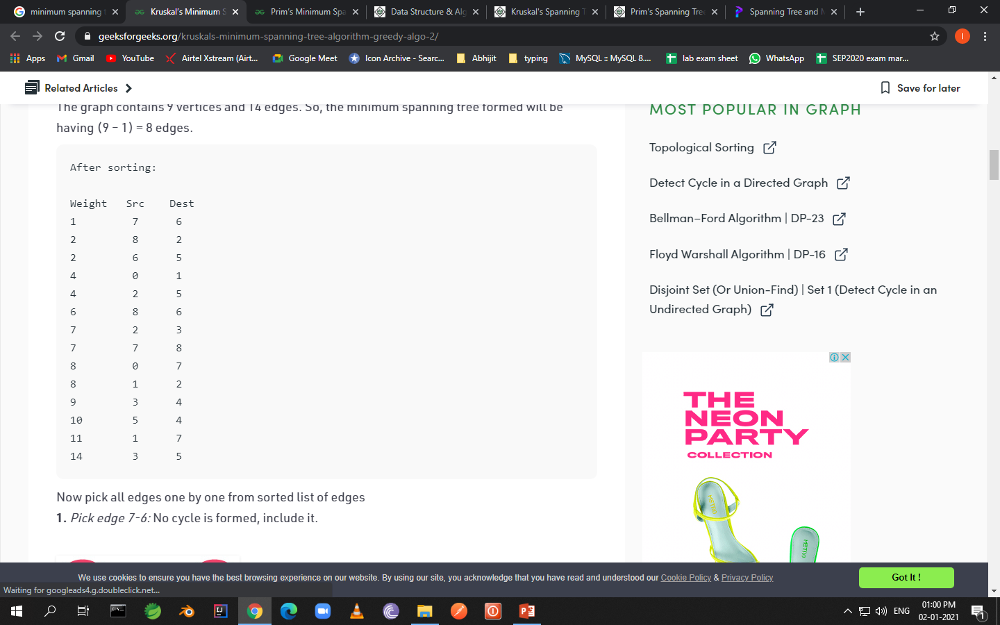 minimum spanning t
Kruskal's Minimum S
Prim's Minimum Spa
Data Structure & Alg
Kruskal's Spanning T
Prim's Spanning Tree
Spanning Tree and M
geeksforgeeks.org/kruskals-minimum-spanning-tree-algorithm-greedy-algo-2/
I
Apps Gmail YouTube Airtel Xstream (Airt... Google Meet Icon Archive - Searc... Abhijit typing MySQL :: MySQL 8.... lab exam sheet WhatsApp SEP2020 exam mar...
Related Articles
Save for later
The graph contains 9 vertices and 14 edges. So, the minimum spanning tree formed will be
having (9 – 1) = 8 edges.
After sorting:
Weight Src Dest
1 7 6
2 8 2
2 6 5
4 0 1
4 2 5
6 8 6
7 2 3
7 7 8
8 0 7
8 1 2
9 3 4
10 5 4
11 1 7
14 3 5
Now pick all edges one by one from sorted list of edges
1. Pick edge 7-6: No cycle is formed, include it.
MOST POPULAR IN GRAPH
Topological Sorting
Detect Cycle in a Directed Graph
Bellman–Ford Algorithm | DP-23
Floyd Warshall Algorithm | DP-16
Disjoint Set (Or Union-Find) | Set 1 (Detect Cycle in an
Undirected Graph)
THE
NEON
PARTY
COLLECTION
METRO
METRO
We use cookies to ensure you have the best browsing experience on our website. By using our site, you acknowledge that you have read and understood our Cookie Policy & Privacy Policy
Got It !
Waiting for googleads4.g.doubleclick.net...
ENG
01:00 PM
02-01-2021
1